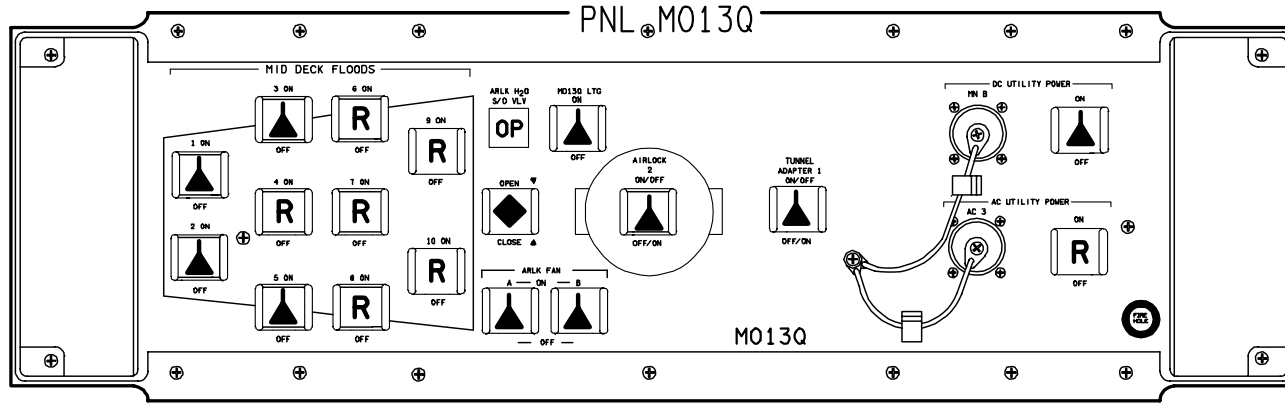 PNL MO13Q
MID DECK FLOODS
3 ON
OFF
6 ON
R
OFF
9 ON
R
OFF
1 ON
OFF
4 ON
R
OFF
7 ON
R
OFF
2 ON
OFF
5 ON
OFF
8 ON
R
OFF
10 ON
R
OFF
ARLK H2O
S/O VLV
OP
MO13Q LTG
ON
OFF
OPEN
CLOSE
AIRLOCK
2
ON/OFF
OFF/ON
TUNNEL
ADAPTER 1
ON/OFF
OFF/ON
ARLK FAN
A — ON — B
— OFF —
MO13Q
DC UTILITY POWER
MN B
ON
OFF
AC UTILITY POWER
AC 3
ON
R
OFF
FIRE
HOLE